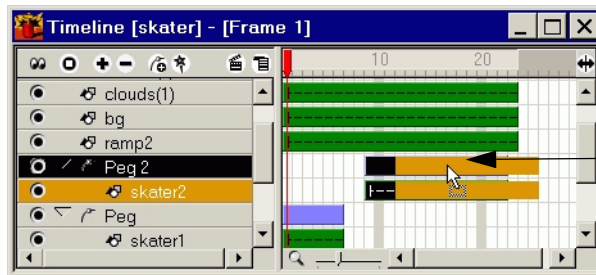 Timeline [skater] - [Frame 1]
10 20
clouds(1)
bg
ramp2
Peg 2
skater2
Peg
skater1